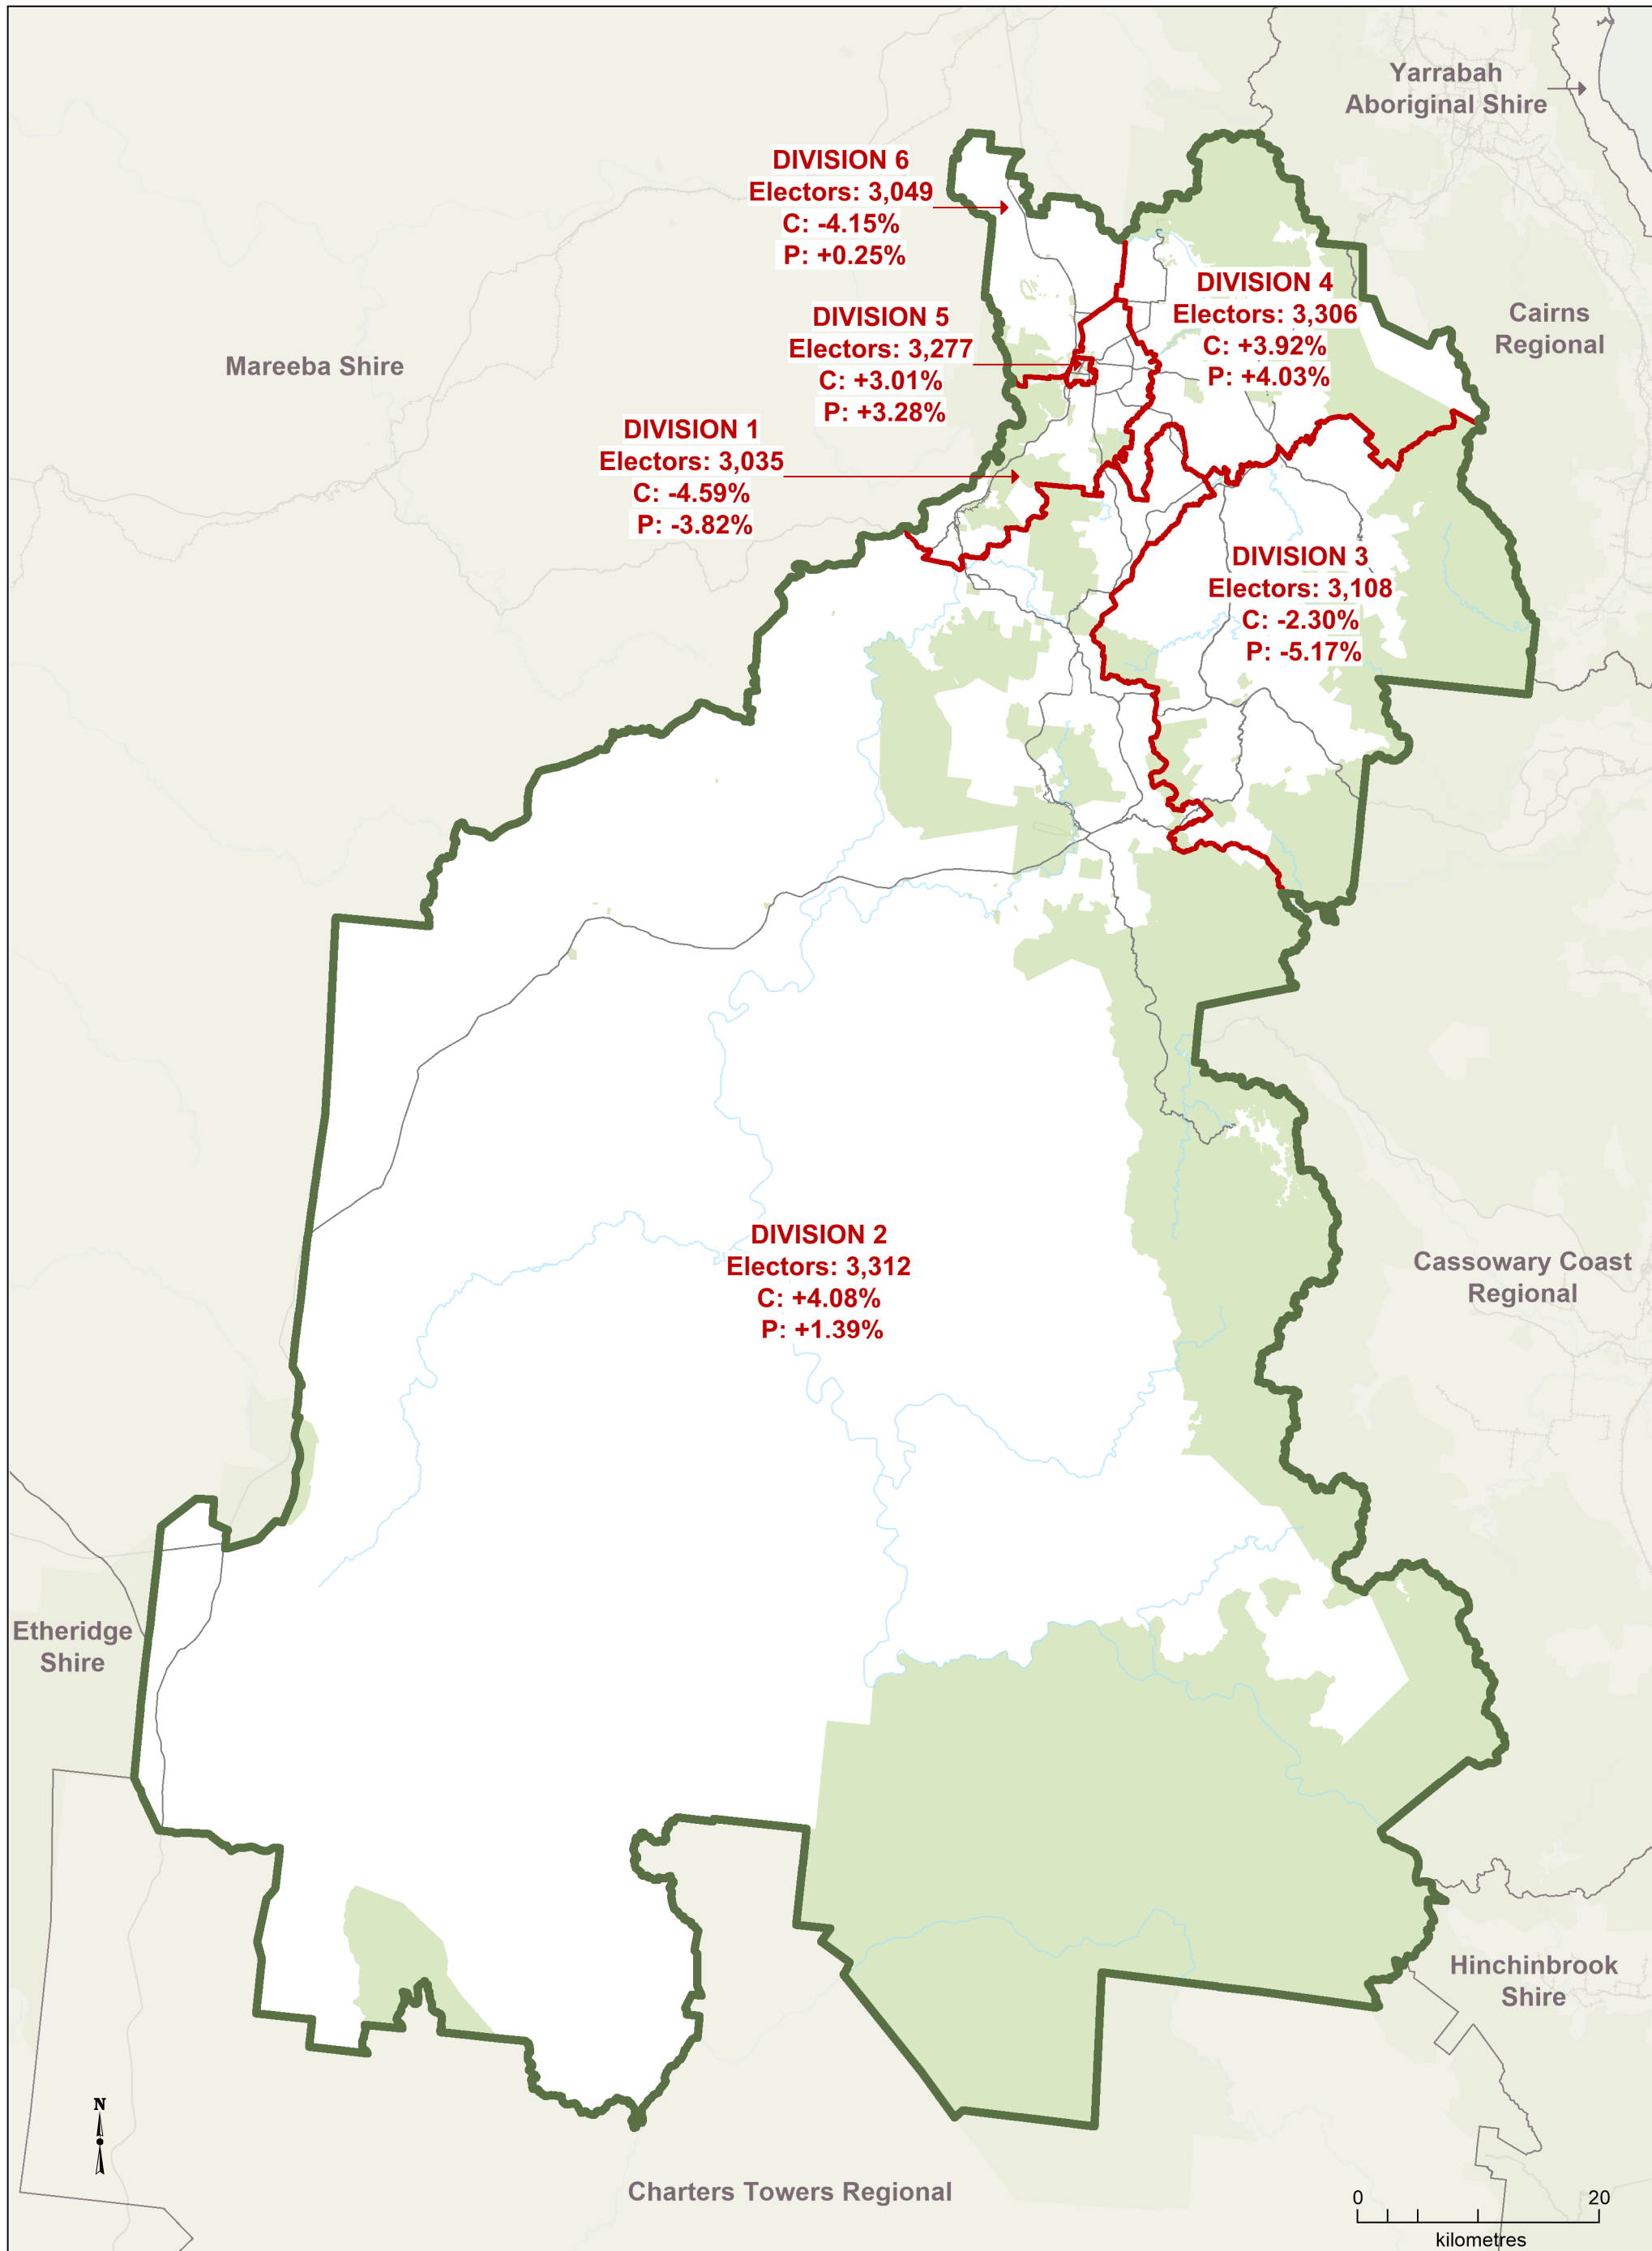 Yarrabah
Aboriginal Shire
DIVISION 6
Electors: 3,049
C: -4.15%
P: +0.25%
DIVISION 4
Electors: 3,306
C: +3.92%
P: +4.03%
Cairns
Regional
DIVISION 5
Electors: 3,277
C: +3.01%
P: +3.28%
Mareeba Shire
DIVISION 1
Electors: 3,035
C: -4.59%
P: -3.82%
DIVISION 3
Electors: 3,108
C: -2.30%
P: -5.17%
DIVISION 2
Electors: 3,312
C: +4.08%
P: +1.39%
Cassowary Coast
Regional
Etheridge
Shire
Hinchinbrook
Shire
N
Charters Towers Regional
0 20
kilometres